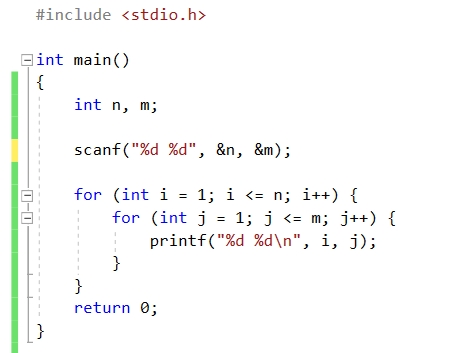 #include <stdio.h>
int main()
{
int n, m;
scanf("%d %d", &n, &m);
for (int i = 1; i <= n; i++) {
for (int j = 1; j <= m; j++) {
printf("%d %d\n", i, j);
}
}
return 0;
}